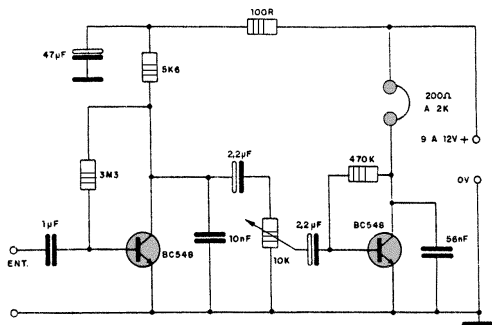 100R
47µF
5K6
200Ω
A 2K
9 A 12V +
2,2µF
470K
3M3
0V
2,2µF
1µF
BC548
BC548
ENT.
10nF
10K
56nF